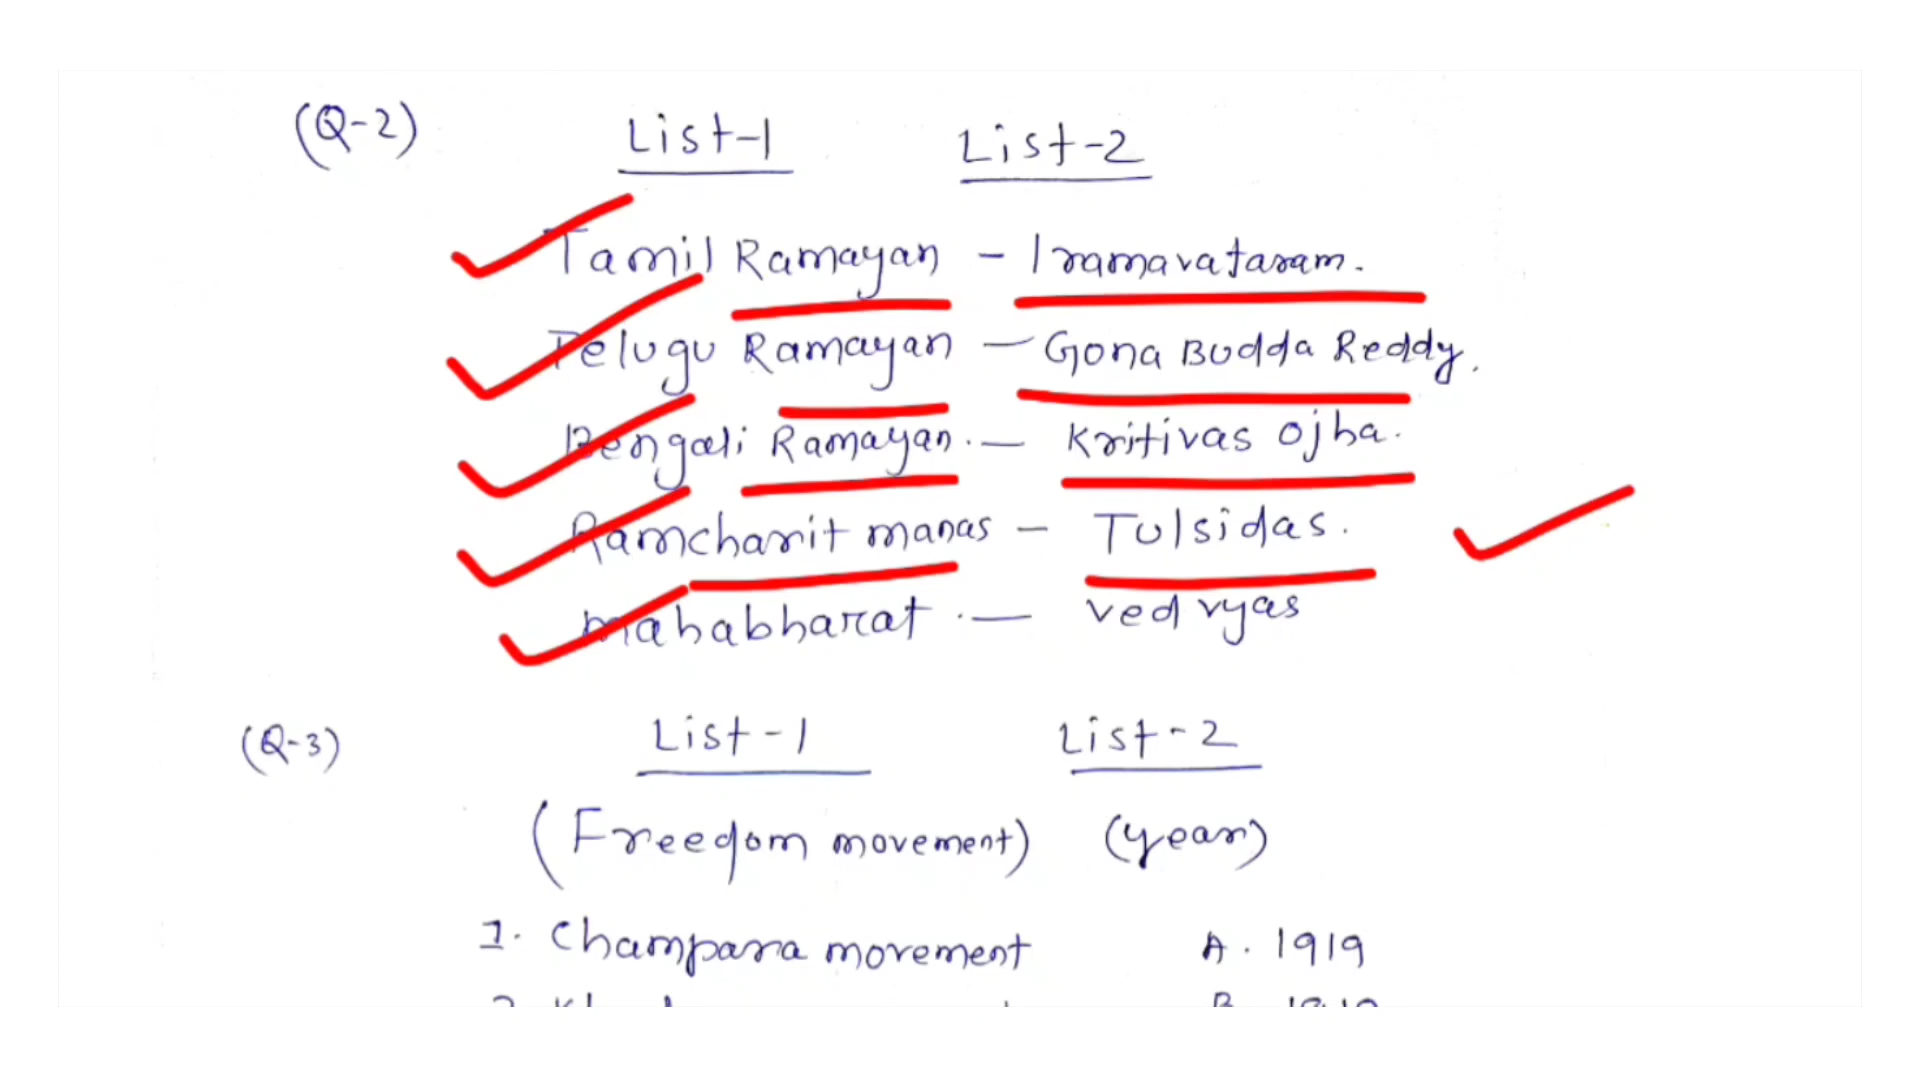 (Q-2) List-1 List-2
Tamil Ramayan - Iramavataram.
Telugu Ramayan - Gona Budda Reddy.
Bengali Ramayan. - Kritivas Ojha.
Ramcharit manas - Tulsidas.
Mahabharat. - ved vyas
(Q-3) List-1 List-2
(Freedom movement) (year)
1. Champara movement A. 1919